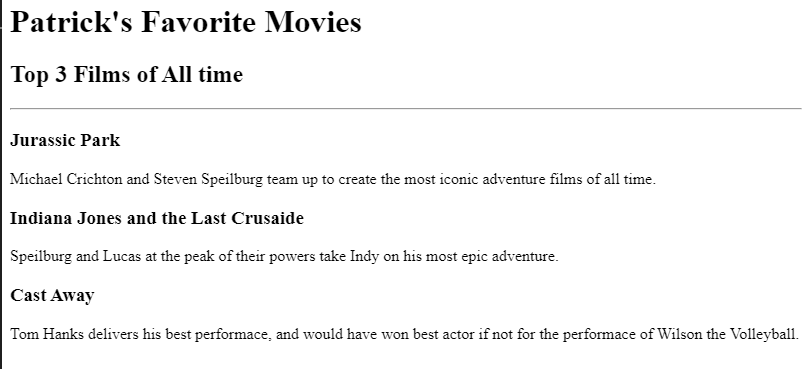 Patrick's Favorite Movies
Top 3 Films of All time
Jurassic Park
Michael Crichton and Steven Speilburg team up to create the most iconic adventure films of all time.
Indiana Jones and the Last Crusaide
Speilburg and Lucas at the peak of their powers take Indy on his most epic adventure.
Cast Away
Tom Hanks delivers his best performace, and would have won best actor if not for the performace of Wilson the Volleyball.